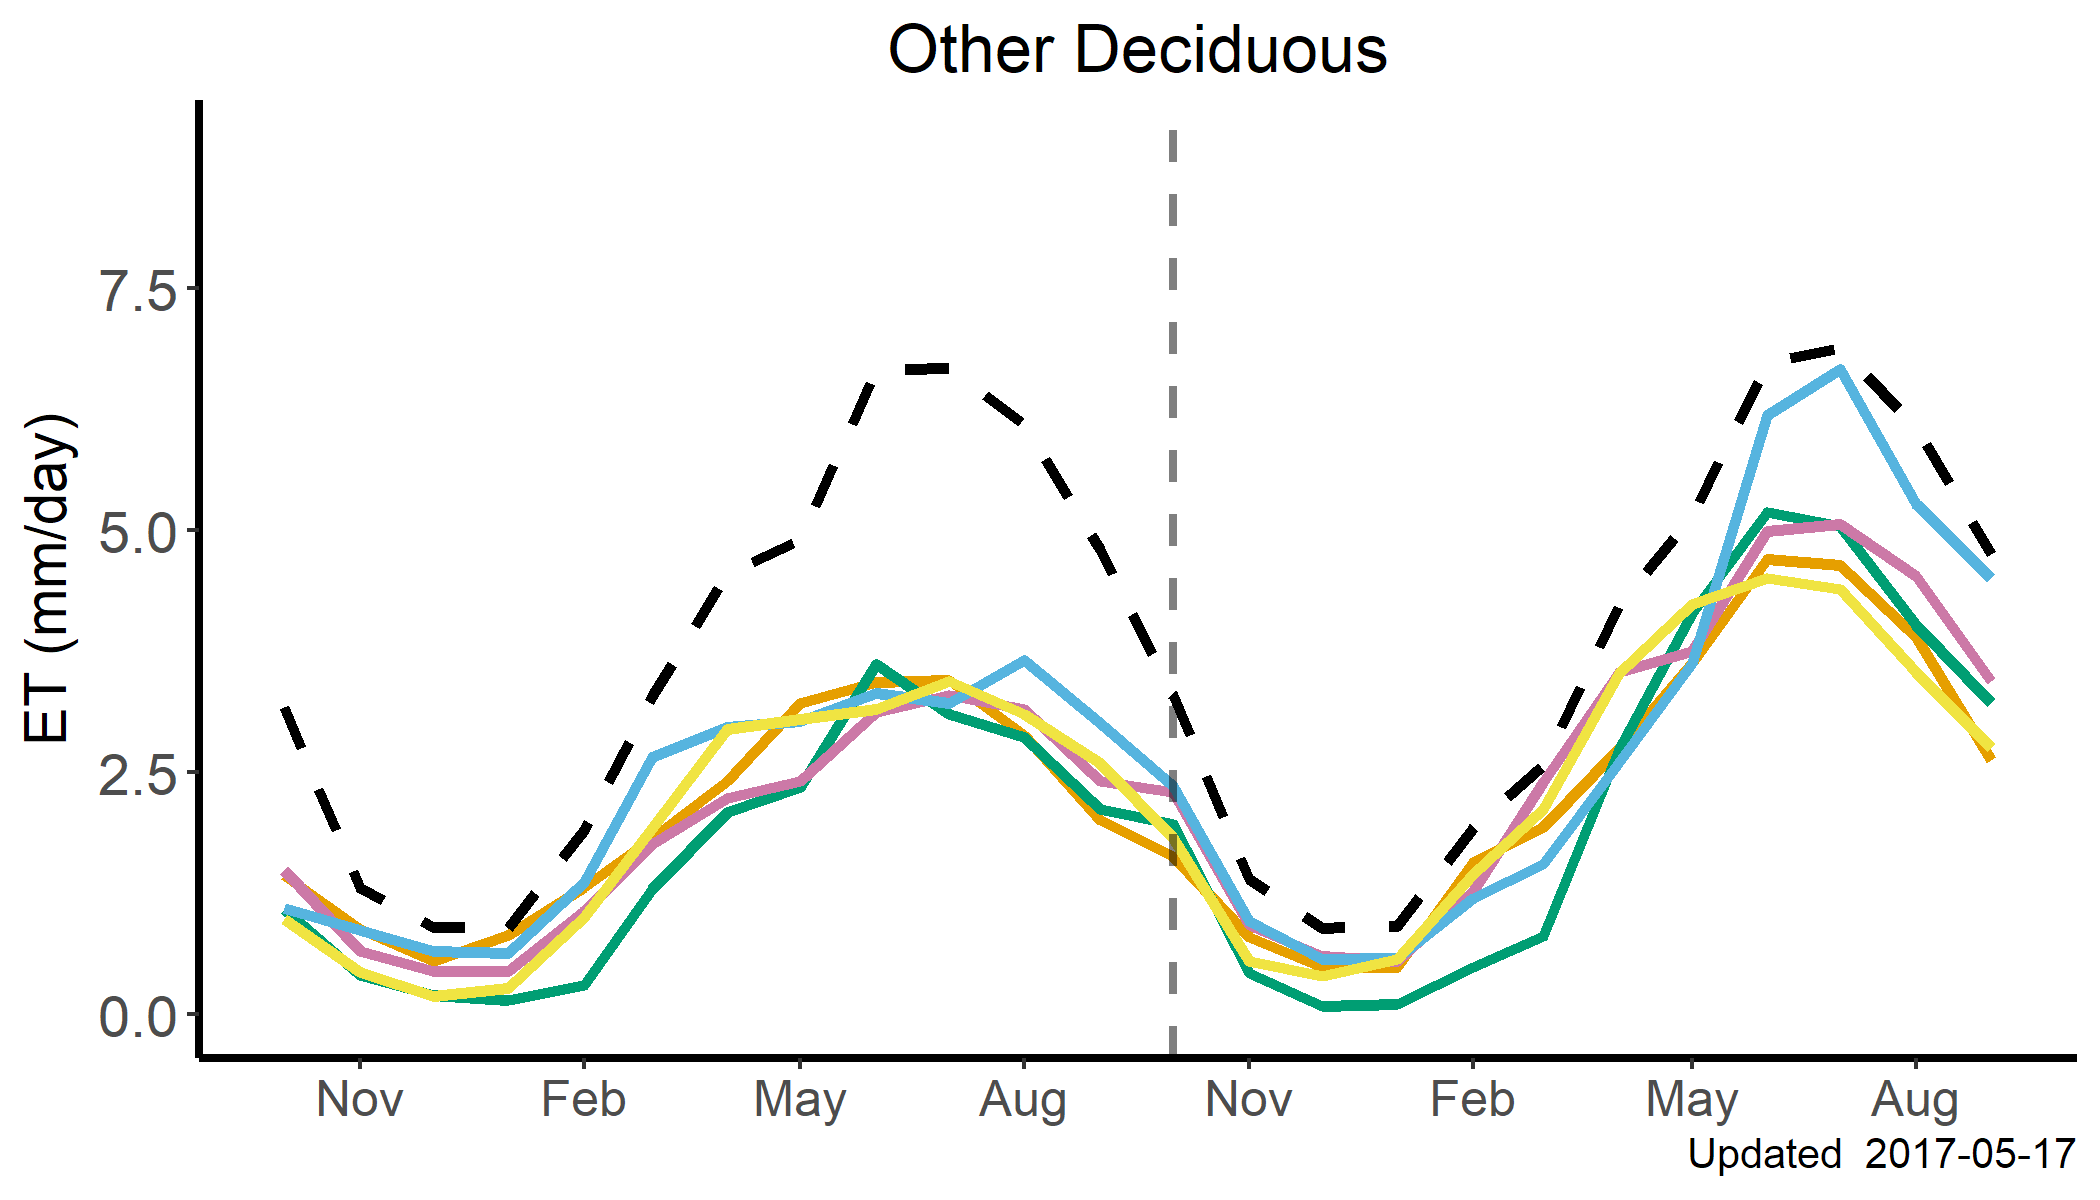 Other Deciduous
ET (mm/day)
7.5
5.0
2.5
0.0
Nov Feb May Aug Nov Feb May Aug
Updated 2017-05-17